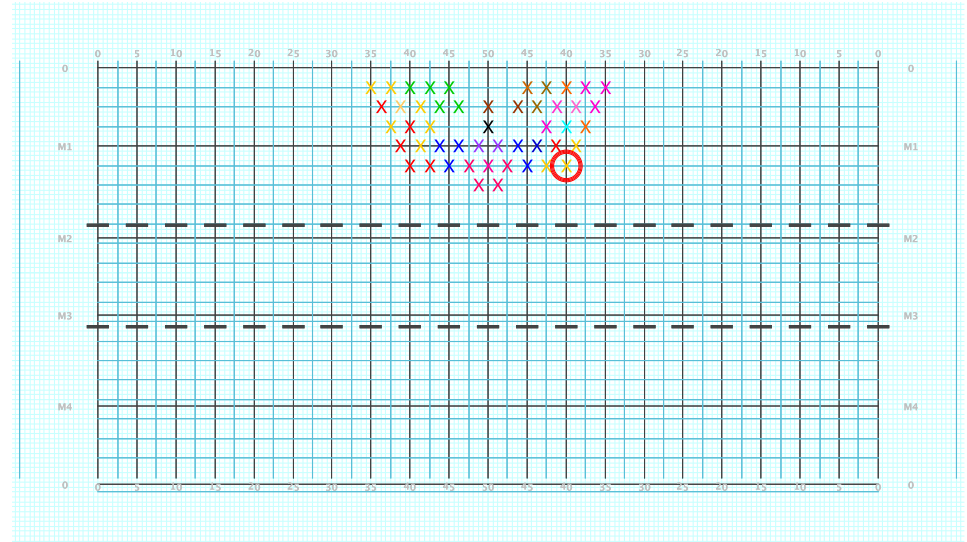 0 5 10 15 20 25 30 35 40 45 50 45 40 35 30 25 20 15 10 5 0
0 0
X X X X X X X X X X
X X X X X X X X X X X
X X X X X X X
M1 X X X X X X X X X X M1
X X X X X X X X X
X X
M2 M2
M3 M3
M4 M4
0 0 5 10 15 20 25 30 35 40 45 50 45 40 35 30 25 20 15 10 5 0 0